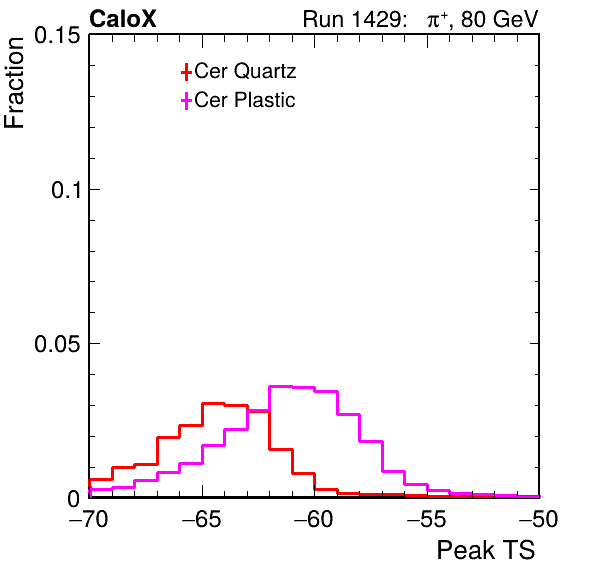 CaloX Run 1429: π⁺, 80 GeV
Fraction
Cer Quartz
Cer Plastic
0.15
0.1
0.05
0
−70 −65 −60 −55 −50
Peak TS